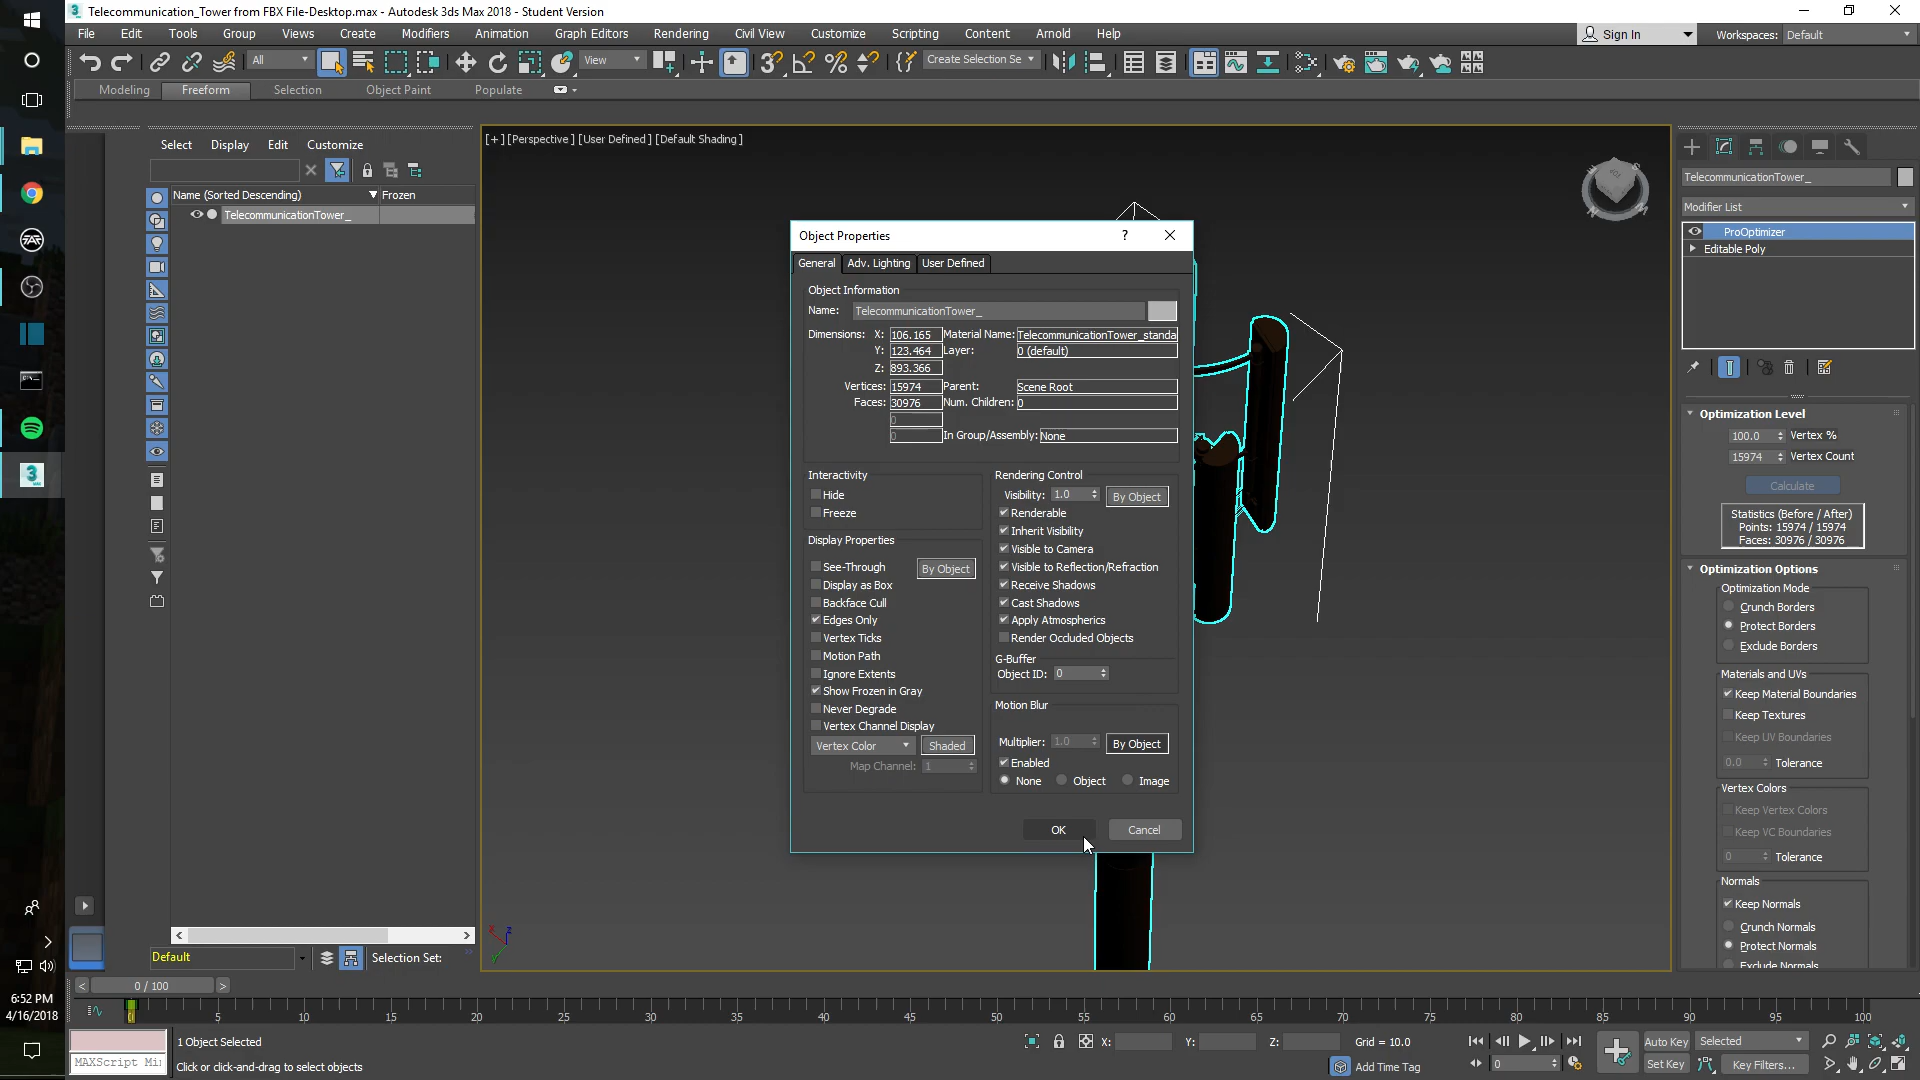 Telecommunication_Tower from FBX File-Desktop.max - Autodesk 3ds Max 2018 - Student Version
File Edit Tools Group Views Create Modifiers Animation Graph Editors Rendering Civil View Customize Scripting Content Arnold Help Sign In Workspaces: Default
All View Create Selection Se
Modeling Freeform Selection Object Paint Populate
Select Display Edit Customize
Name (Sorted Descending) Frozen
TelecommunicationTower_
[+] [Perspective] [User Defined] [Default Shading]
Object Properties
General Adv. Lighting User Defined
Object Information
Name: TelecommunicationTower_
Dimensions: X: 106.165 Material Name: TelecommunicationTower_standa
Y: 123.464 Layer: 0 (default)
Z: 893.366
Vertices: 15974 Parent: Scene Root
Faces: 30976 Num. Children: 0
0
0 In Group/Assembly: None
Interactivity
Hide
Freeze
Display Properties
See-Through By Object
Display as Box
Backface Cull
Edges Only
Vertex Ticks
Motion Path
Ignore Extents
Show Frozen in Gray
Never Degrade
Vertex Channel Display
Vertex Color Shaded
Map Channel: 1
Rendering Control
Visibility: 1.0 By Object
Renderable
Inherit Visibility
Visible to Camera
Visible to Reflection/Refraction
Receive Shadows
Cast Shadows
Apply Atmospherics
Render Occluded Objects
G-Buffer
Object ID: 0
Motion Blur
Multiplier: 1.0 By Object
Enabled
None Object Image
OK Cancel
TelecommunicationTower_
Modifier List
ProOptimizer
Editable Poly
Optimization Level
100.0 Vertex %
15974 Vertex Count
Calculate
Statistics (Before / After)
Points: 15974 / 15974
Faces: 30976 / 30976
Optimization Options
Optimization Mode
Crunch Borders
Protect Borders
Exclude Borders
Materials and UVs
Keep Material Boundaries
Keep Textures
Keep UV Boundaries
0.0 Tolerance
Vertex Colors
Keep Vertex Colors
Keep VC Boundaries
0 Tolerance
Normals
Keep Normals
Crunch Normals
Protect Normals
Exclude Normals
Default Selection Set:
0 / 100
0 5 10 15 20 25 30 35 40 45 50 55 60 65 70 75 80 85 90 95 100
6:52 PM
4/16/2018
MAXScript Mi
1 Object Selected
Click or click-and-drag to select objects
X: Y: Z: Grid = 10.0
Add Time Tag
0
Auto Key Selected
Set Key Key Filters...